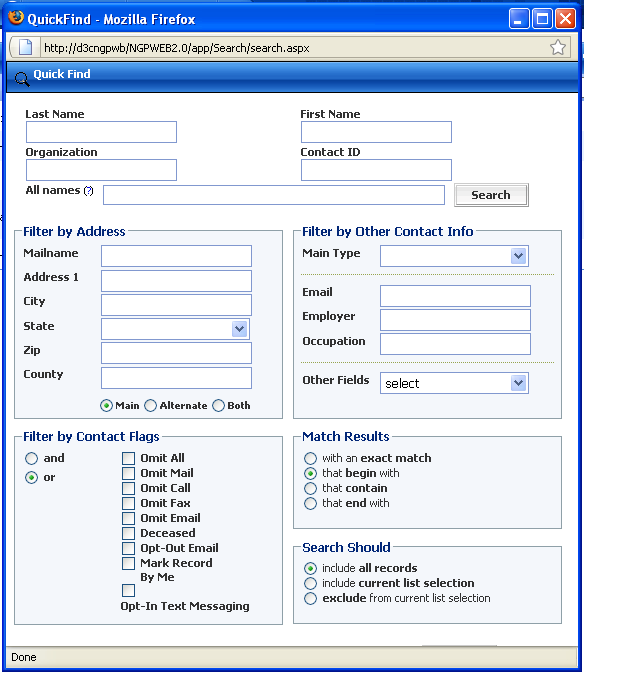 QuickFind - Mozilla Firefox
http://d3cngpwb/NGPWEB2.0/app/Search/search.aspx
Quick Find
Last Name First Name
Organization Contact ID
All names (?) Search
Filter by Address
Mailname
Address 1
City
State
Zip
County
Main Alternate Both
Filter by Other Contact Info
Main Type
Email
Employer
Occupation
Other Fields select
Filter by Contact Flags
and
or
Omit All
Omit Mail
Omit Call
Omit Fax
Omit Email
Deceased
Opt-Out Email
Mark Record
By Me
Opt-In Text Messaging
Match Results
with an exact match
that begin with
that contain
that end with
Search Should
include all records
include current list selection
exclude from current list selection
Done